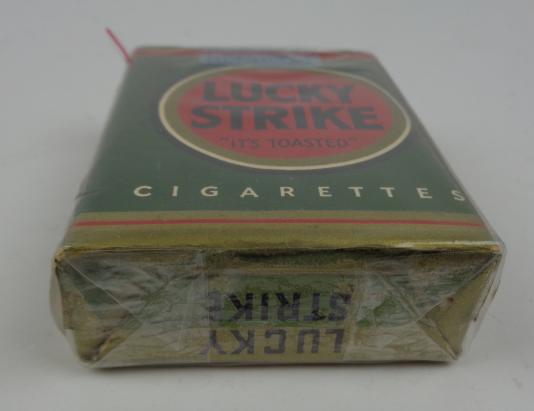 LUCKY
STRIKE
"IT'S TOASTED"
CIGARETTES
LUCKY
STRIKE